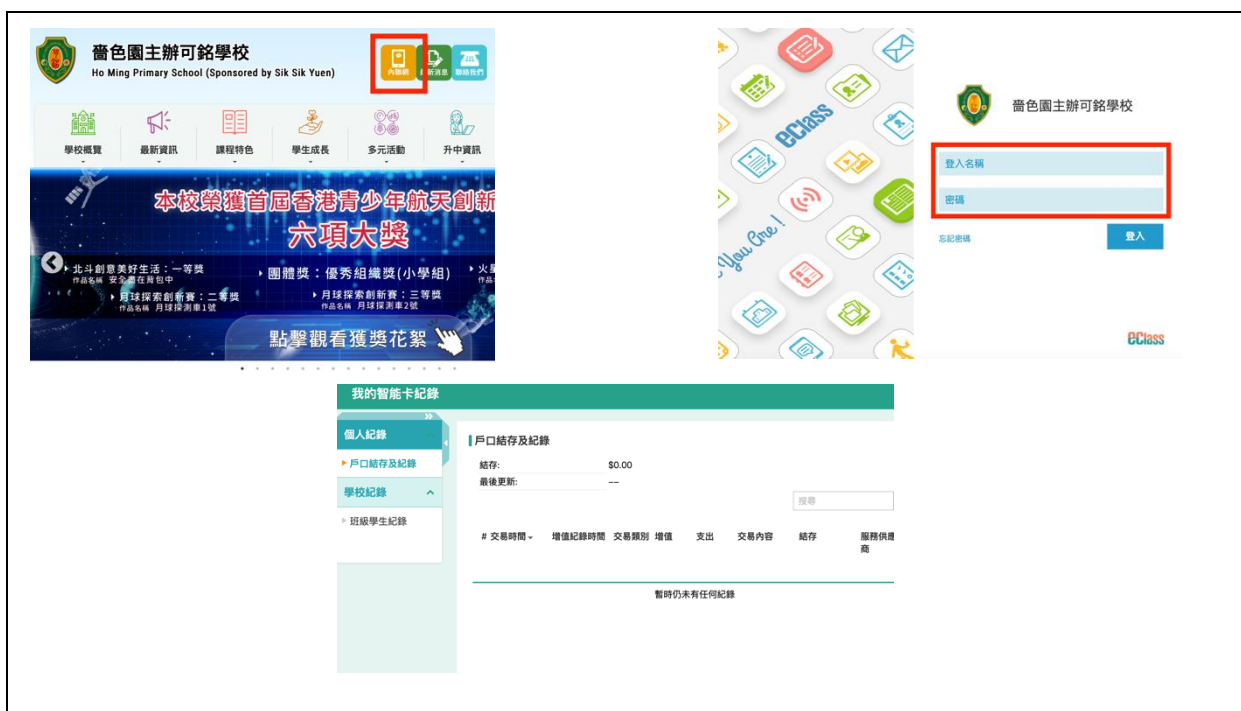 嗇色園主辦可銘學校
Ho Ming Primary School (Sponsored by Sik Sik Yuen)
內聯網
最新消息
聯絡我們
學校概覽
最新資訊
課程特色
學生成長
多元活動
升中資訊
本校榮獲首屆香港青少年航天創新
六項大獎
北斗創意美好生活：一等獎
作品名稱 安全盡在背包中
團體獎：優秀組織獎(小學組)
月球探索創新賽：二等獎
作品名稱 月球探測車1號
月球探索創新賽：三等獎
作品名稱 月球探測車2號
點擊觀看獲獎花絮
eClass
You Are!
嗇色園主辦可銘學校
登入名稱
密碼
忘記密碼
登入
eClass
我的智能卡紀錄
個人紀錄
戶口結存及紀錄
學校紀錄
班級學生紀錄
戶口結存及紀錄
結存: $0.00
最後更新: --
搜尋
# 交易時間 增值紀錄時間 交易類別 增值 支出 交易內容 結存 服務供應商
暫時仍未有任何紀錄